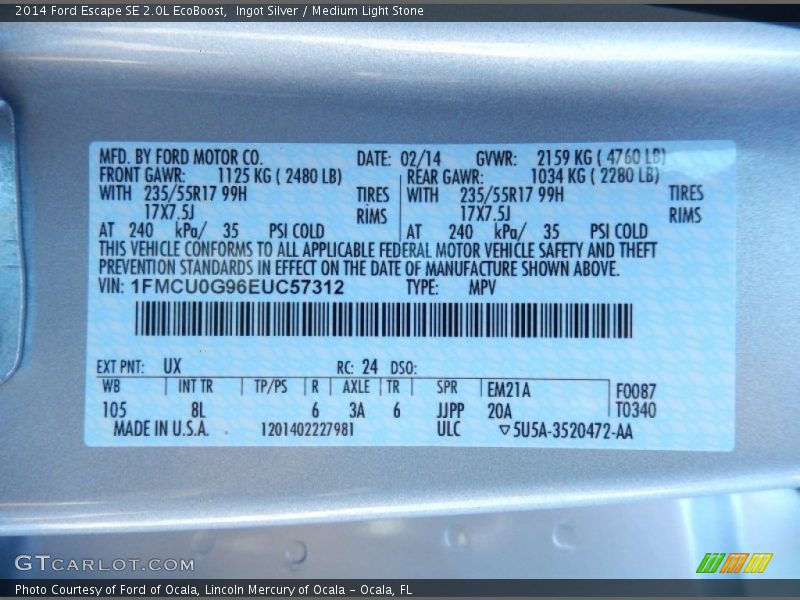 2014 Ford Escape SE 2.0L EcoBoost,  Ingot Silver / Medium Light Stone
MFD. BY FORD MOTOR CO. DATE: 02/14 GVWR: 2159 KG ( 4760 LB)
FRONT GAWR: 1125 KG ( 2480 LB) REAR GAWR: 1034 KG ( 2280 LB)
WITH 235/55R17 99H TIRES WITH 235/55R17 99H TIRES
17X7.5J RIMS 17X7.5J RIMS
AT 240 kPa/ 35 PSI COLD AT 240 kPa/ 35 PSI COLD
THIS VEHICLE CONFORMS TO ALL APPLICABLE FEDERAL MOTOR VEHICLE SAFETY AND THEFT
PREVENTION STANDARDS IN EFFECT ON THE DATE OF MANUFACTURE SHOWN ABOVE.
VIN: 1FMCU0G96EUC57312 TYPE: MPV
EXT PNT: UX RC: 24 DSO:
WB INT TR TP/PS R AXLE TR SPR EM21A F0087
105 8L 6 3A 6 JJPP 20A T0340
MADE IN U.S.A. 1201402227981 ULC ▽5U5A-3520472-AA
GTCARLOT.COM
Photo Courtesy of Ford of Ocala, Lincoln Mercury of Ocala – Ocala, FL